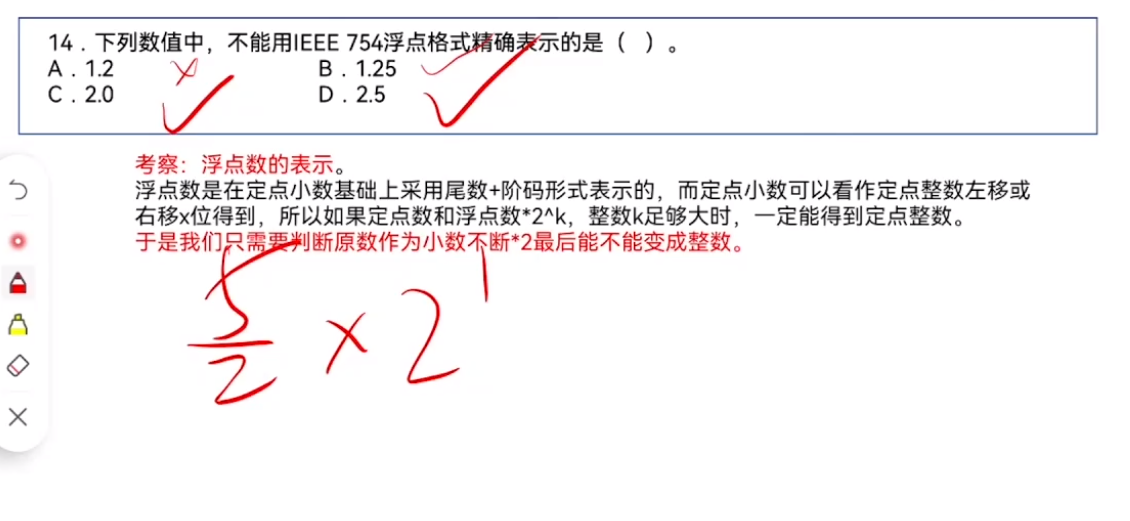 14．下列数值中，不能用IEEE 754浮点格式精确表示的是（ ）。
A．1.2 B．1.25
C．2.0 D．2.5
考察：浮点数的表示。
浮点数是在定点小数基础上采用尾数+阶码形式表示的，而定点小数可以看作定点整数左移或
右移x位得到，所以如果定点数和浮点数*2^k，整数k足够大时，一定能得到定点整数。
于是我们只需要判断原数作为小数不断*2最后能不能变成整数。
5/2 × 2^1